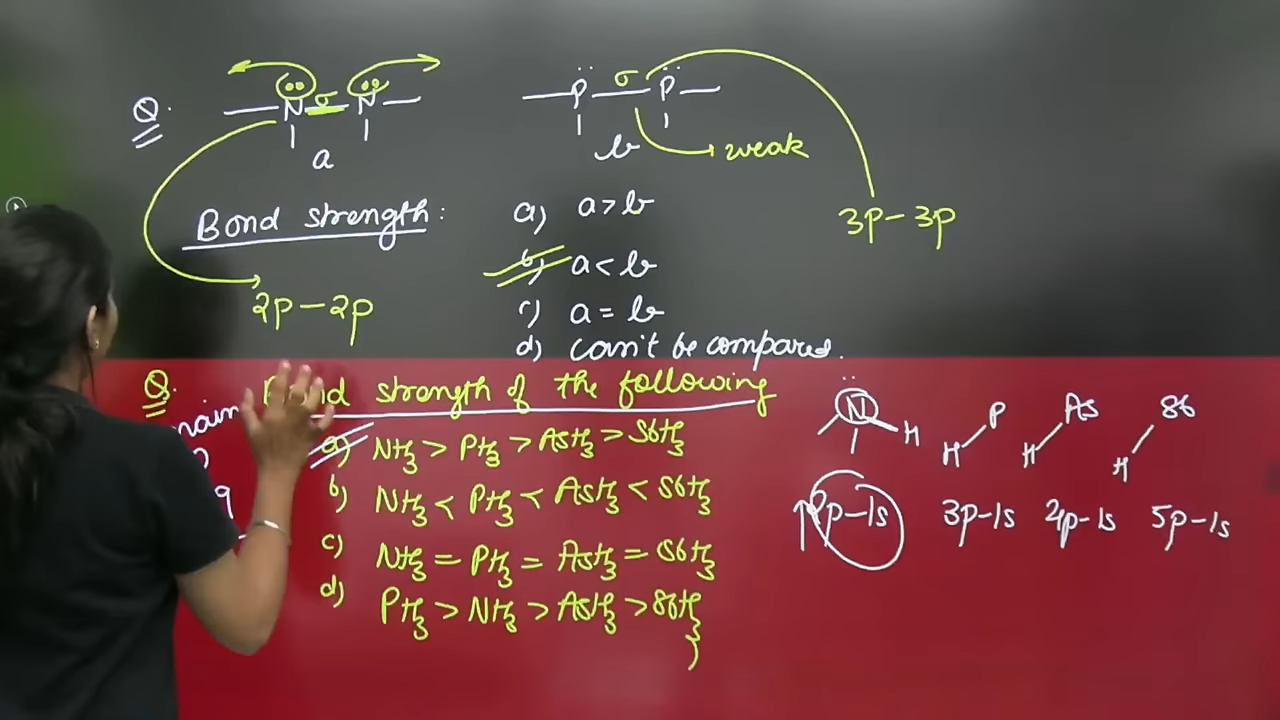 Q. — N̈ σ N̈ — — P̈ σ P̈ —
a b → weak
Bond strength: a) a > b 3p – 3p
b) a < b
2p – 2p c) a = b
d) can't be compared.
Q. Bond strength of the following
a) NH3 > PH3 > AsH3 > SbH3
b) NH3 < PH3 < AsH3 < SbH3
c) NH3 = PH3 = AsH3 = SbH3
d) PH3 > NH3 > AsH3 > SbH3
N̈ H P H As H Sb H
↑ 2p–1s 3p–1s 4p–1s 5p–1s
9